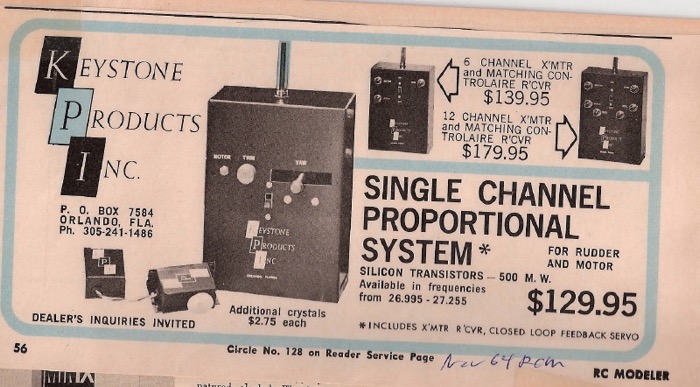 KEYSTONE
PRODUCTS
INC.
P. O. BOX 7584
ORLANDO, FLA.
Ph. 305-241-1486
DEALER'S INQUIRIES INVITED
MOTOR TRIM YAW
KEYSTONE
PRODUCTS
INC
Additional crystals
$2.75 each
6 CHANNEL X'MTR
and MATCHING CON-
TROLAIRE R'CVR
$139.95
12 CHANNEL X'MTR
and MATCHING CON-
TROLAIRE R'CVR
$179.95
SINGLE CHANNEL
PROPORTIONAL
SYSTEM*
FOR RUDDER
AND MOTOR
SILICON TRANSISTORS — 500 M. W.
Available in frequencies
from 26.995 - 27.255
$129.95
*INCLUDES X'MTR R'CVR, CLOSED LOOP FEEDBACK SERVO
56
Circle No. 128 on Reader Service Page
Nov 64 RCM
RC MODELER